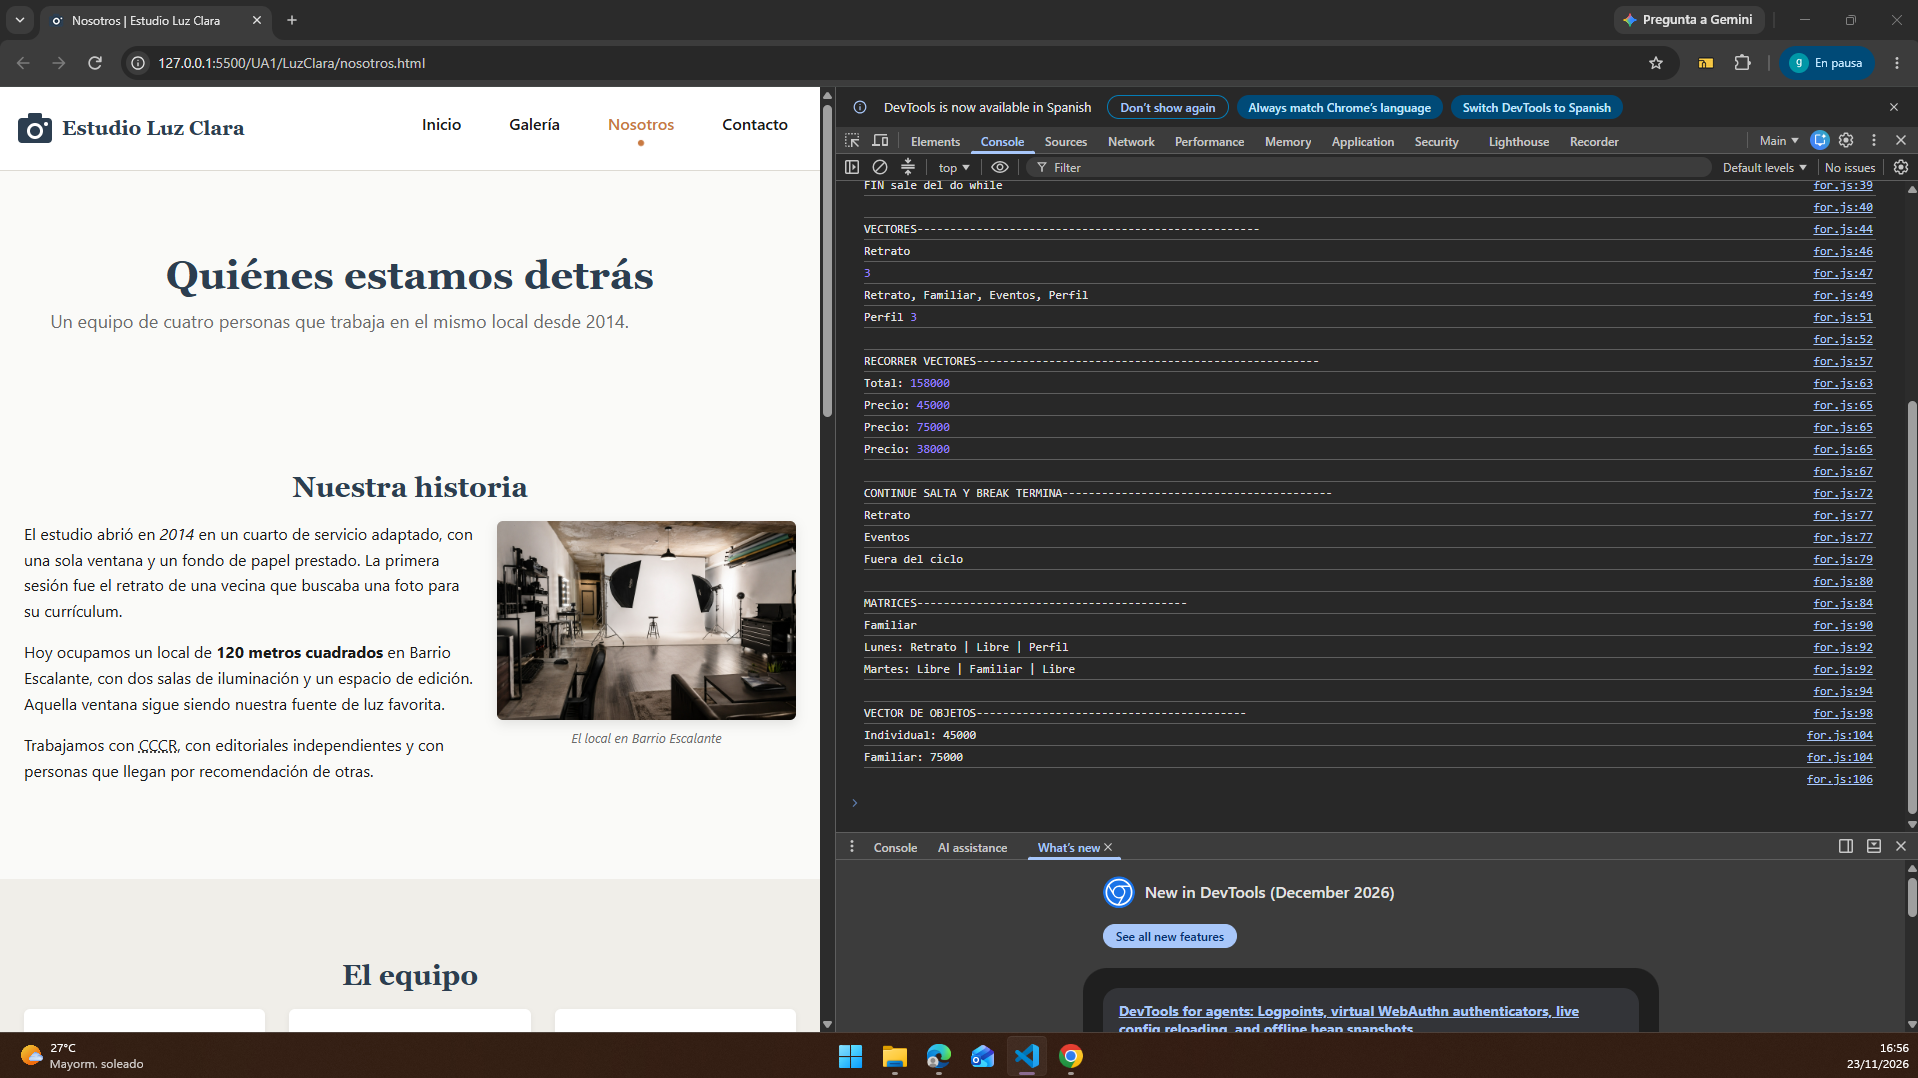 Nosotros | Estudio Luz Clara
Pregunta a Gemini
127.0.0.1:5500/UA1/LuzClara/nosotros.html
g En pausa
Estudio Luz Clara
Inicio Galería Nosotros Contacto
Quiénes estamos detrás
Un equipo de cuatro personas que trabaja en el mismo local desde 2014.
Nuestra historia
El estudio abrió en 2014 en un cuarto de servicio adaptado, con
una sola ventana y un fondo de papel prestado. La primera
sesión fue el retrato de una vecina que buscaba una foto para
su currículum.
Hoy ocupamos un local de 120 metros cuadrados en Barrio
Escalante, con dos salas de iluminación y un espacio de edición.
Aquella ventana sigue siendo nuestra fuente de luz favorita.
Trabajamos con CCCR, con editoriales independientes y con
personas que llegan por recomendación de otras.
El local en Barrio Escalante
El equipo
DevTools is now available in Spanish Don't show again Always match Chrome's language Switch DevTools to Spanish
Elements Console Sources Network Performance Memory Application Security Lighthouse Recorder Main
top Filter Default levels No issues
FIN sale del do while for.js:39
for.js:40
VECTORES---------------------------------------------------- for.js:44
Retrato for.js:46
3 for.js:47
Retrato, Familiar, Eventos, Perfil for.js:49
Perfil 3 for.js:51
for.js:52
RECORRER VECTORES---------------------------------------------------- for.js:57
Total: 158000 for.js:63
Precio: 45000 for.js:65
Precio: 75000 for.js:65
Precio: 38000 for.js:65
for.js:67
CONTINUE SALTA Y BREAK TERMINA----------------------------------------- for.js:72
Retrato for.js:77
Eventos for.js:77
Fuera del ciclo for.js:79
for.js:80
MATRICES----------------------------------------- for.js:84
Familiar for.js:90
Lunes: Retrato | Libre | Perfil for.js:92
Martes: Libre | Familiar | Libre for.js:92
for.js:94
VECTOR DE OBJETOS----------------------------------------- for.js:98
Individual: 45000 for.js:104
Familiar: 75000 for.js:104
for.js:106
Console AI assistance What's new
New in DevTools (December 2026)
See all new features
DevTools for agents: Logpoints, virtual WebAuthn authenticators, live
config reloading, and offline heap snapshots
27°C
Mayorm. soleado
16:56
23/11/2026